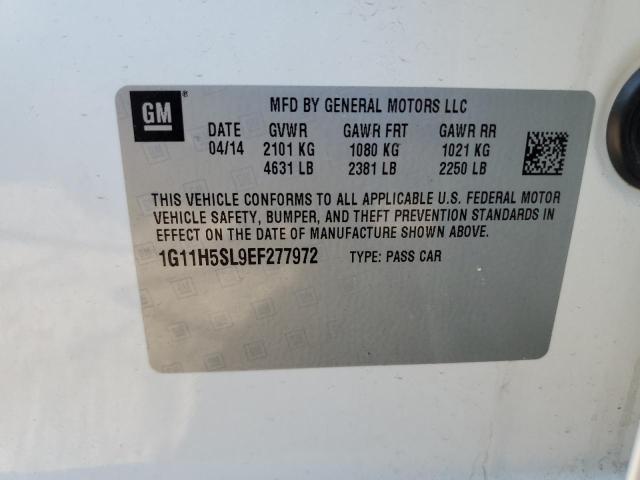 GM
MFD BY GENERAL MOTORS LLC
DATE GVWR GAWR FRT GAWR RR
04/14 2101 KG 1080 KG 1021 KG
4631 LB 2381 LB 2250 LB
THIS VEHICLE CONFORMS TO ALL APPLICABLE U.S. FEDERAL MOTOR
VEHICLE SAFETY, BUMPER, AND THEFT PREVENTION STANDARDS IN
EFFECT ON THE DATE OF MANUFACTURE SHOWN ABOVE.
1G11H5SL9EF277972 TYPE: PASS CAR